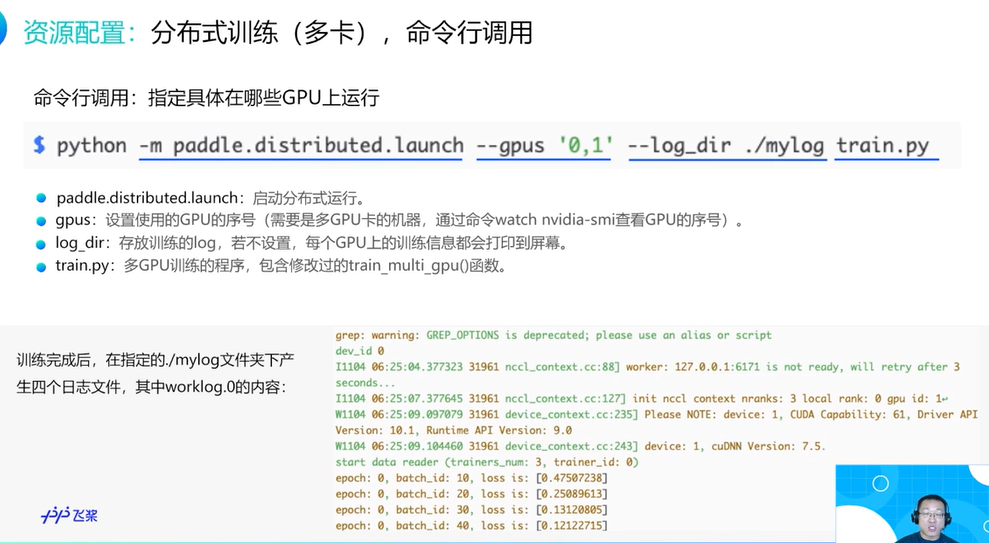 资源配置：分布式训练（多卡），命令行调用
命令行调用：指定具体在哪些GPU上运行
$ python -m paddle.distributed.launch --gpus '0,1' --log_dir ./mylog train.py
paddle.distributed.launch：启动分布式运行。
gpus：设置使用的GPU的序号（需要是多GPU卡的机器，通过命令watch nvidia-smi查看GPU的序号）。
log_dir：存放训练的log，若不设置，每个GPU上的训练信息都会打印到屏幕。
train.py：多GPU训练的程序，包含修改过的train_multi_gpu()函数。
训练完成后，在指定的./mylog文件夹下产
生四个日志文件，其中worklog.0的内容：
grep: warning: GREP_OPTIONS is deprecated; please use an alias or script
dev_id 0
I1104 06:25:04.377323 31961 nccl_context.cc:88] worker: 127.0.0.1:6171 is not ready, will retry after 3
seconds...
I1104 06:25:07.377645 31961 nccl_context.cc:127] init nccl context nranks: 3 local rank: 0 gpu id: 1↩
W1104 06:25:09.097079 31961 device_context.cc:235] Please NOTE: device: 1, CUDA Capability: 61, Driver API
Version: 10.1, Runtime API Version: 9.0
W1104 06:25:09.104460 31961 device_context.cc:243] device: 1, cuDNN Version: 7.5.
start data reader (trainers_num: 3, trainer_id: 0)
epoch: 0, batch_id: 10, loss is: [0.47507238]
epoch: 0, batch_id: 20, loss is: [0.25089613]
epoch: 0, batch_id: 30, loss is: [0.13120805]
epoch: 0, batch_id: 40, loss is: [0.12122715]
飞桨